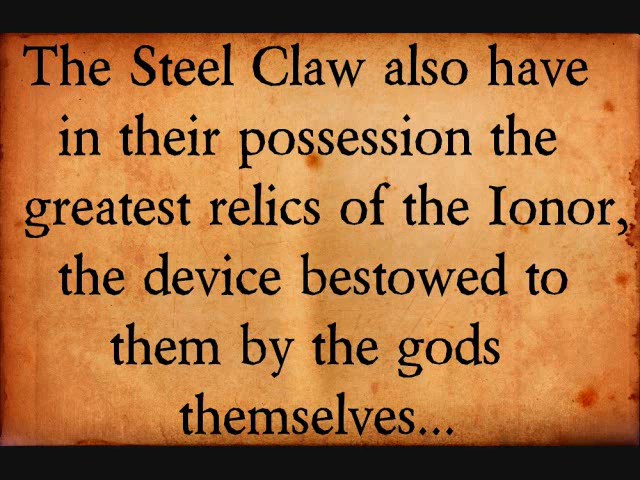 The Steel Claw also have
in their possession the
greatest relics of the Ionor,
the device bestowed to
them by the gods
themselves...